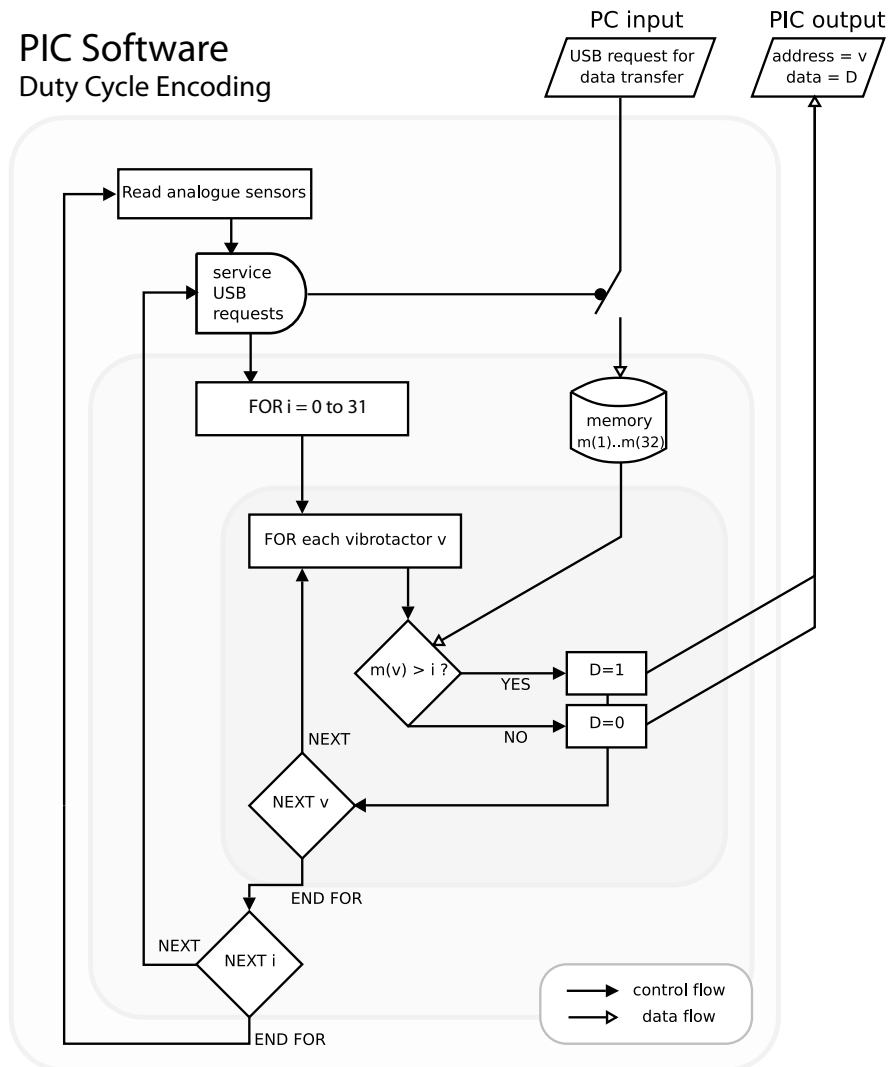 PIC Software
Duty Cycle Encoding
PC input
PIC output
USB request for
data transfer
address = v
data = D
Read analogue sensors
service
USB
requests
FOR i = 0 to 31
memory
m(1)..m(32)
FOR each vibrotactor v
m(v) > i ?
YES
D=1
NO
D=0
NEXT
NEXT v
END FOR
NEXT
NEXT i
END FOR
control flow
data flow